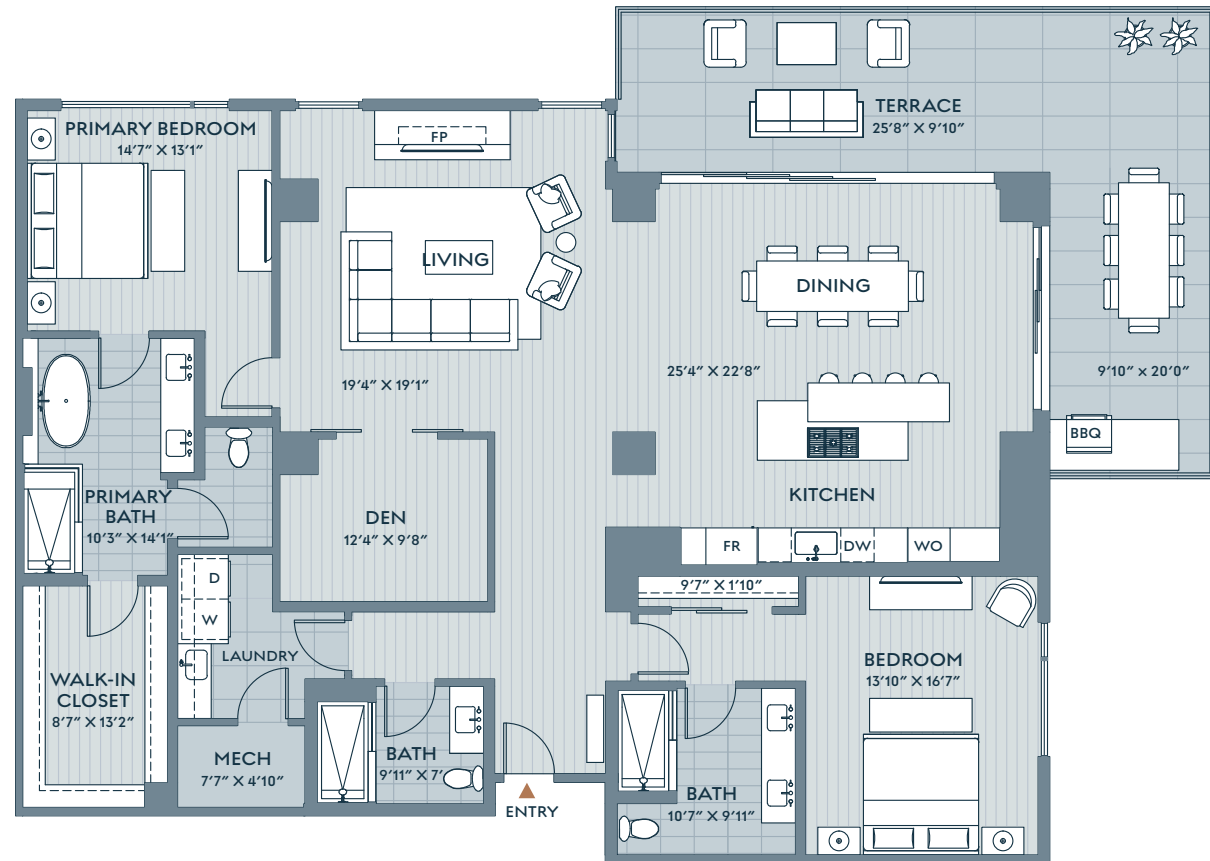 TERRACE
25'8" X 9'10"
PRIMARY BEDROOM
14'7" X 13'1"
FP
LIVING
DINING
19'4" X 19'1"
25'4" X 22'8"
9'10" x 20'0"
BBQ
KITCHEN
PRIMARY
BATH
10'3" X 14'1"
DEN
12'4" X 9'8"
FR
DW
WO
D
W
9'7" X 1'10"
LAUNDRY
BEDROOM
13'10" X 16'7"
WALK-IN
CLOSET
8'7" X 13'2"
MECH
7'7" X 4'10"
BATH
9'11" X 7'
BATH
10'7" X 9'11"
ENTRY